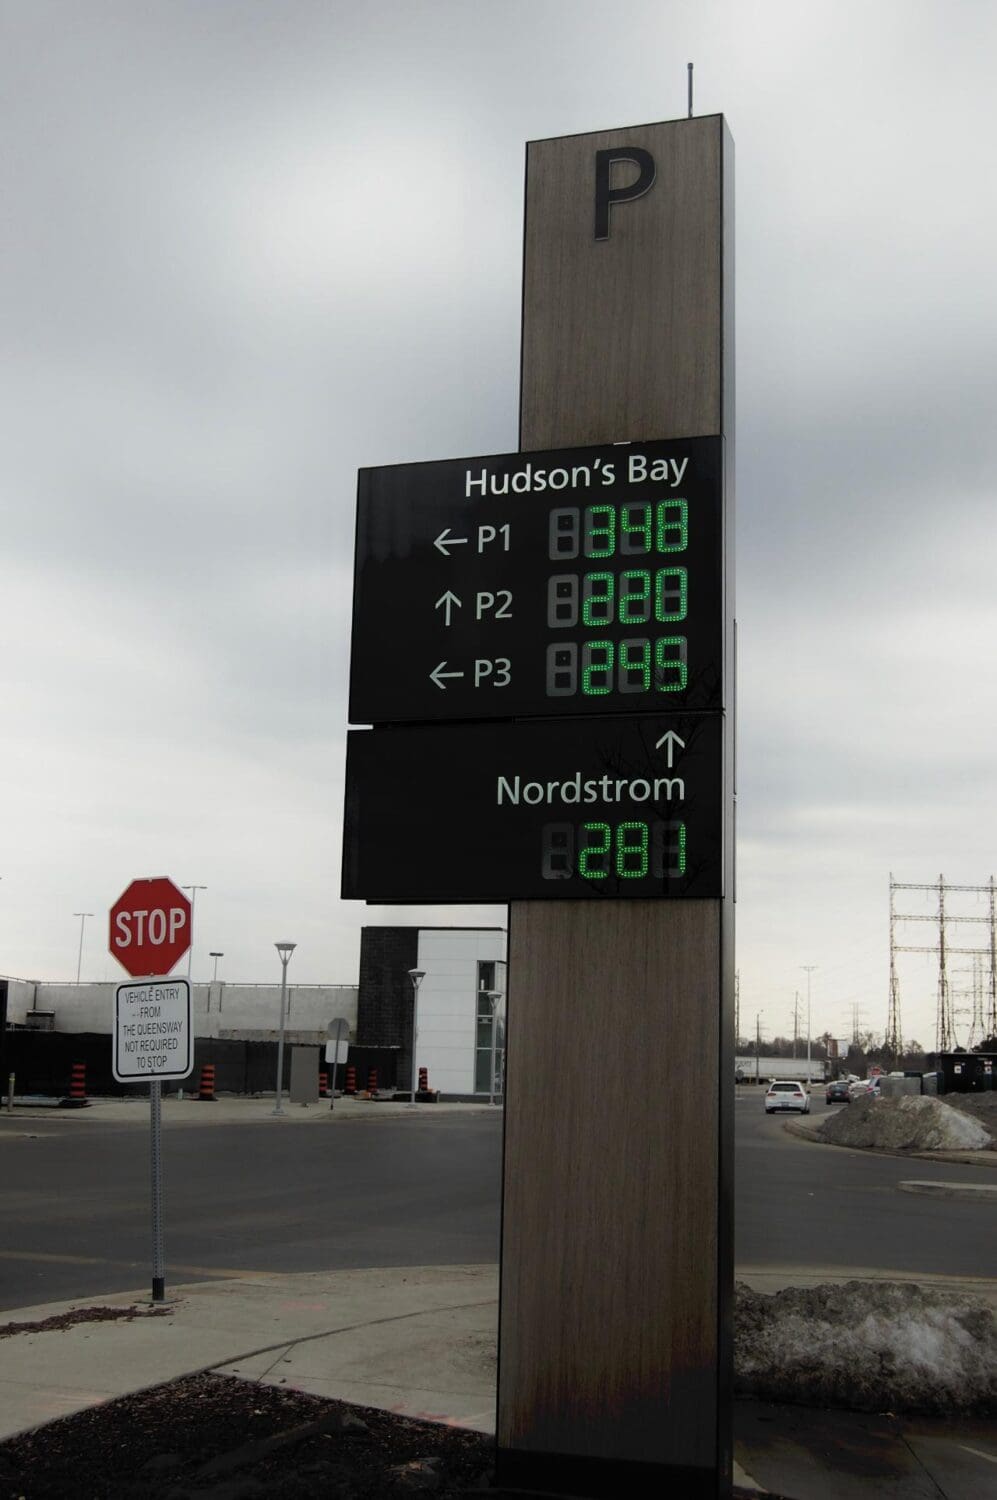 P
Hudson's Bay
← P1 348
↑ P2 220
← P3 245
↑
Nordstrom
281
STOP
VEHICLE ENTRY
FROM
THE QUEENSWAY
NOT REQUIRED
TO STOP